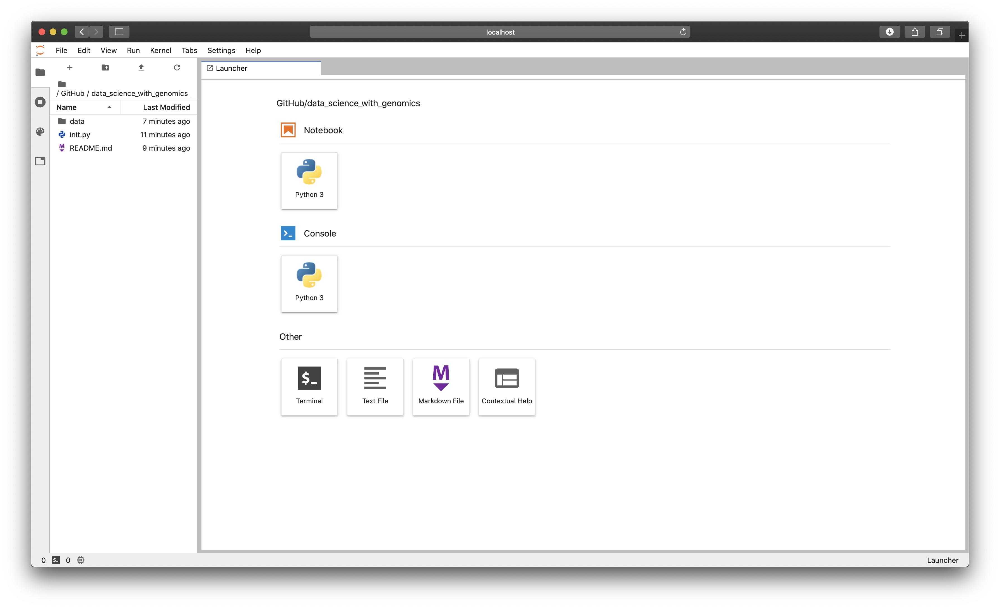 localhost
File Edit View Run Kernel Tabs Settings Help
/ GitHub / data_science_with_genomics
Name Last Modified
data 7 minutes ago
init.py 11 minutes ago
M README.md 9 minutes ago
Launcher
GitHub/data_science_with_genomics
Notebook
Python 3
>_ Console
Python 3
Other
$_ M
Terminal Text File Markdown File Contextual Help
0 $_ 0 Launcher